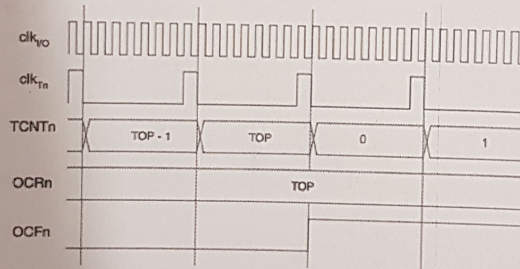 clkI/O
clkTn
TCNTn TOP - 1 TOP 0 1
OCRn TOP
OCFn